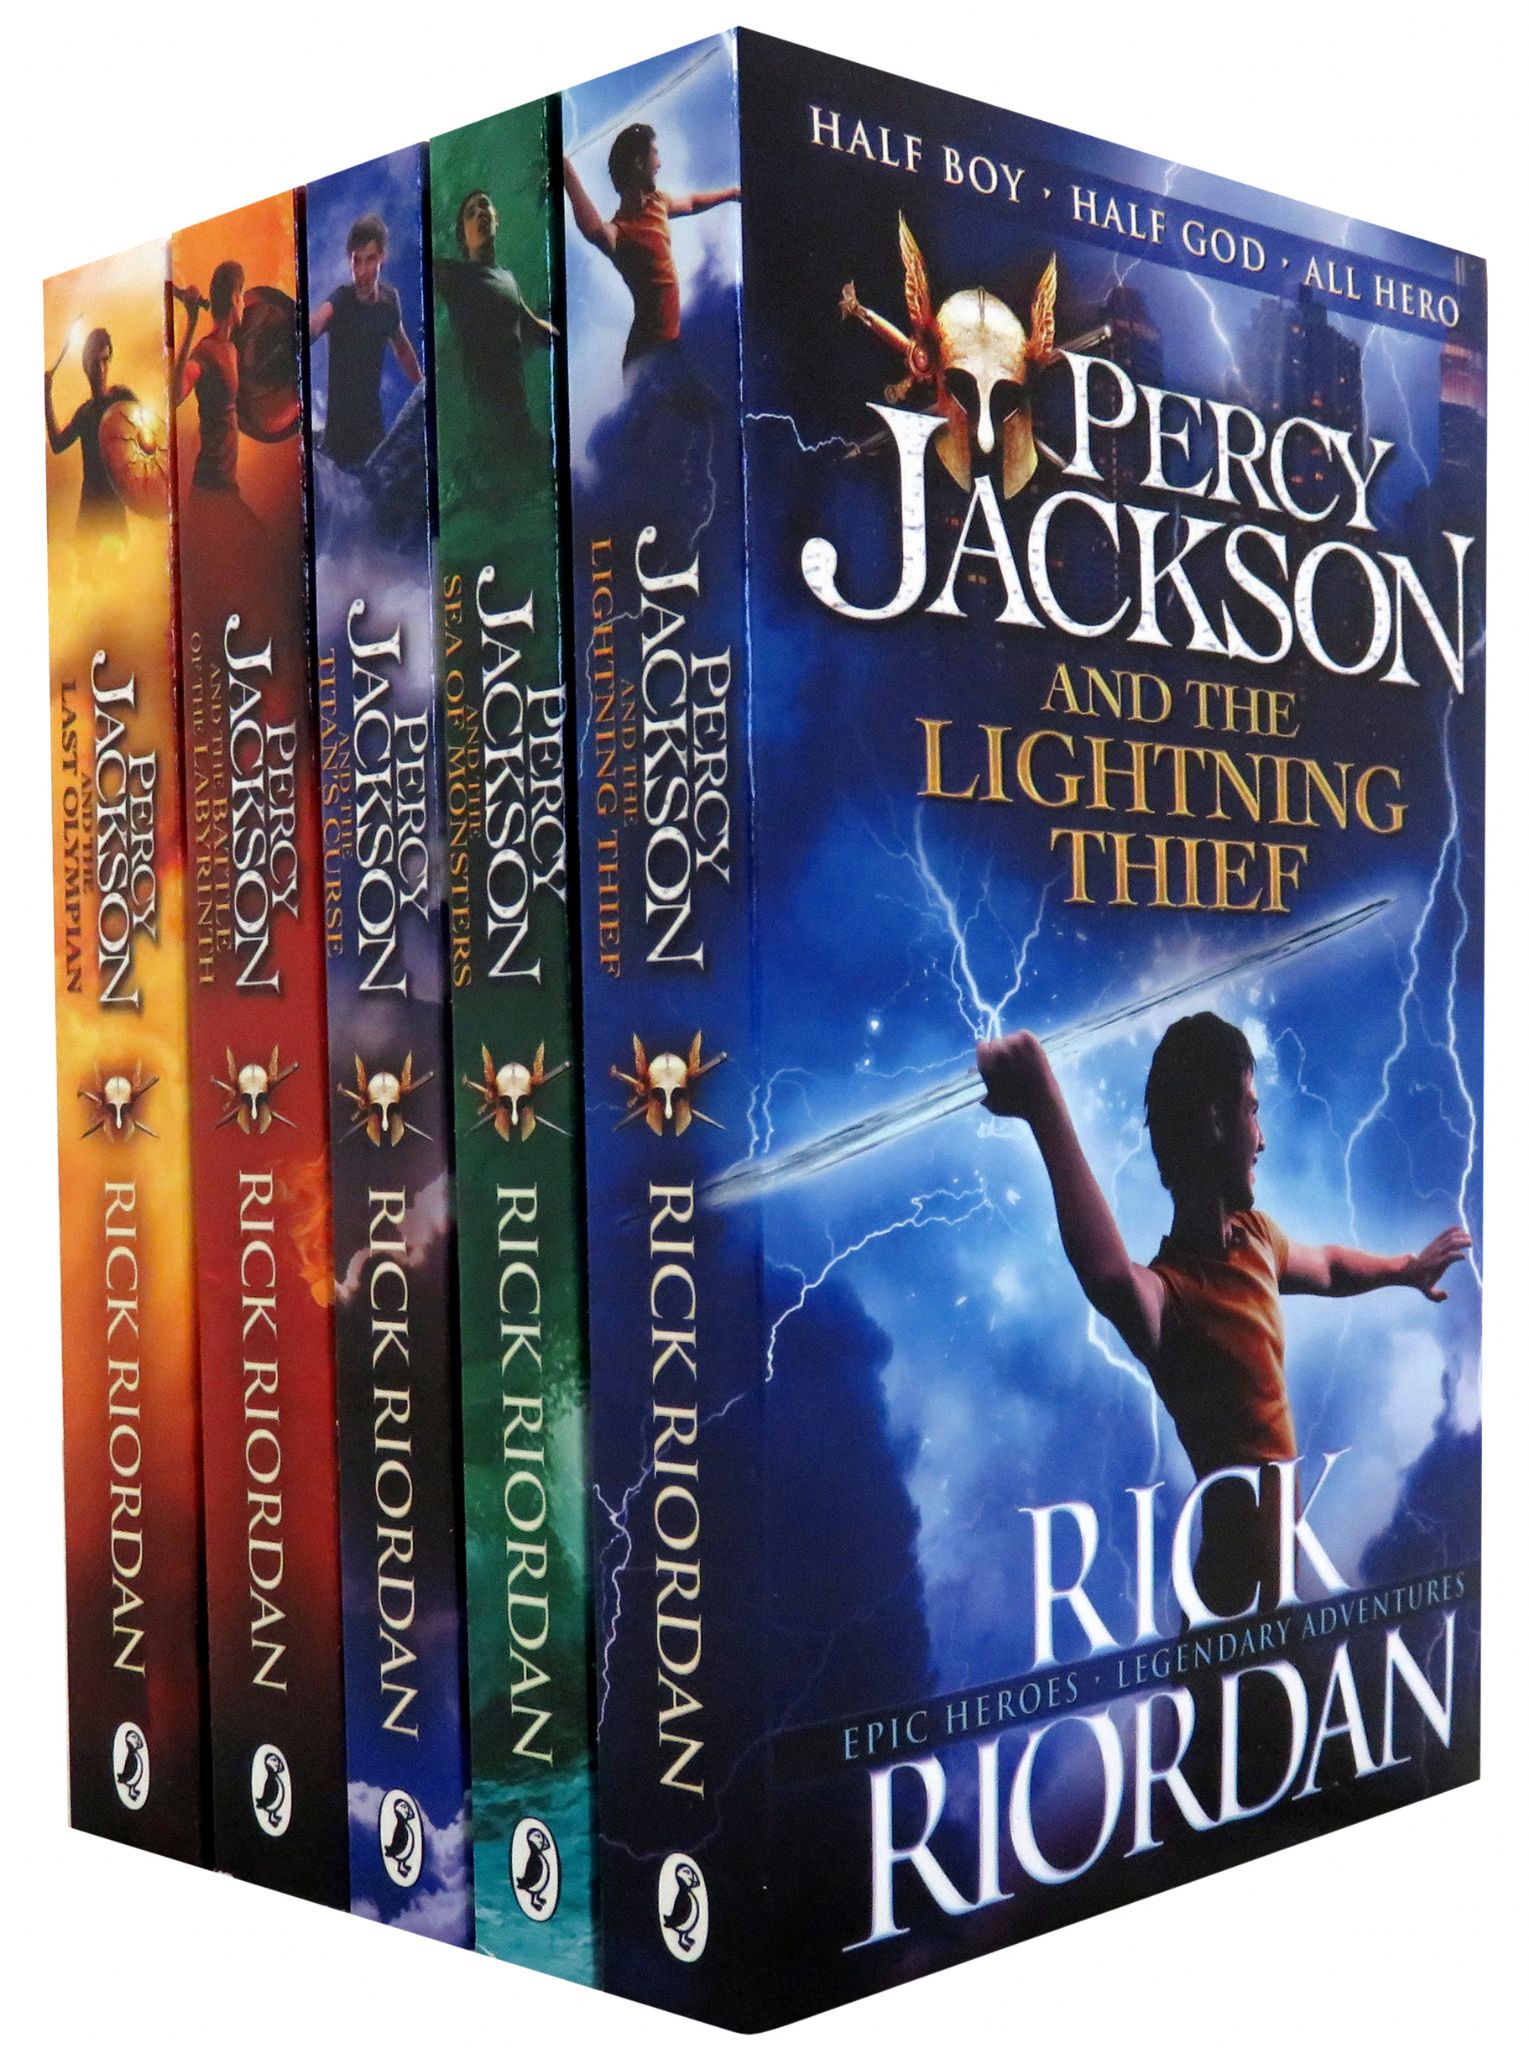 HALF BOY · HALF GOD · ALL HERO
PERCY
JACKSON
AND THE
LIGHTNING
THIEF
RICK
EPIC HEROES · LEGENDARY ADVENTURES
RIORDAN
PERCY
JACKSON
AND THE
LIGHTNING THIEF
RICK RIORDAN
PERCY
JACKSON
AND THE
SEA OF MONSTERS
RICK RIORDAN
PERCY
JACKSON
AND THE
TITAN'S CURSE
RICK RIORDAN
PERCY
JACKSON
AND THE BATTLE
OF THE LABYRINTH
RICK RIORDAN
PERCY
JACKSON
AND THE
LAST OLYMPIAN
RICK RIORDAN